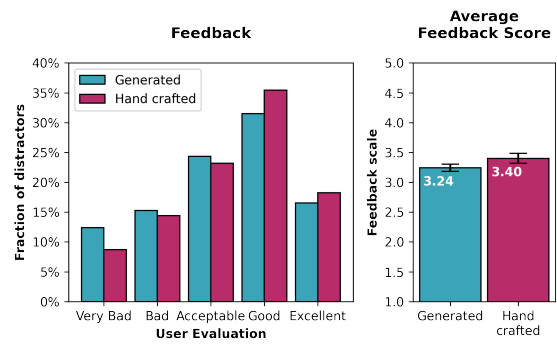 Feedback
40%
35%
30%
25%
20%
15%
10%
5%
0%
Fraction of distractors
Generated
Hand crafted
Very Bad
Bad
Acceptable
Good
Excellent
User Evaluation
Average
Feedback Score
5.0
4.5
4.0
3.5
3.0
2.5
2.0
1.5
1.0
Feedback scale
3.24
3.40
Generated
Hand
crafted